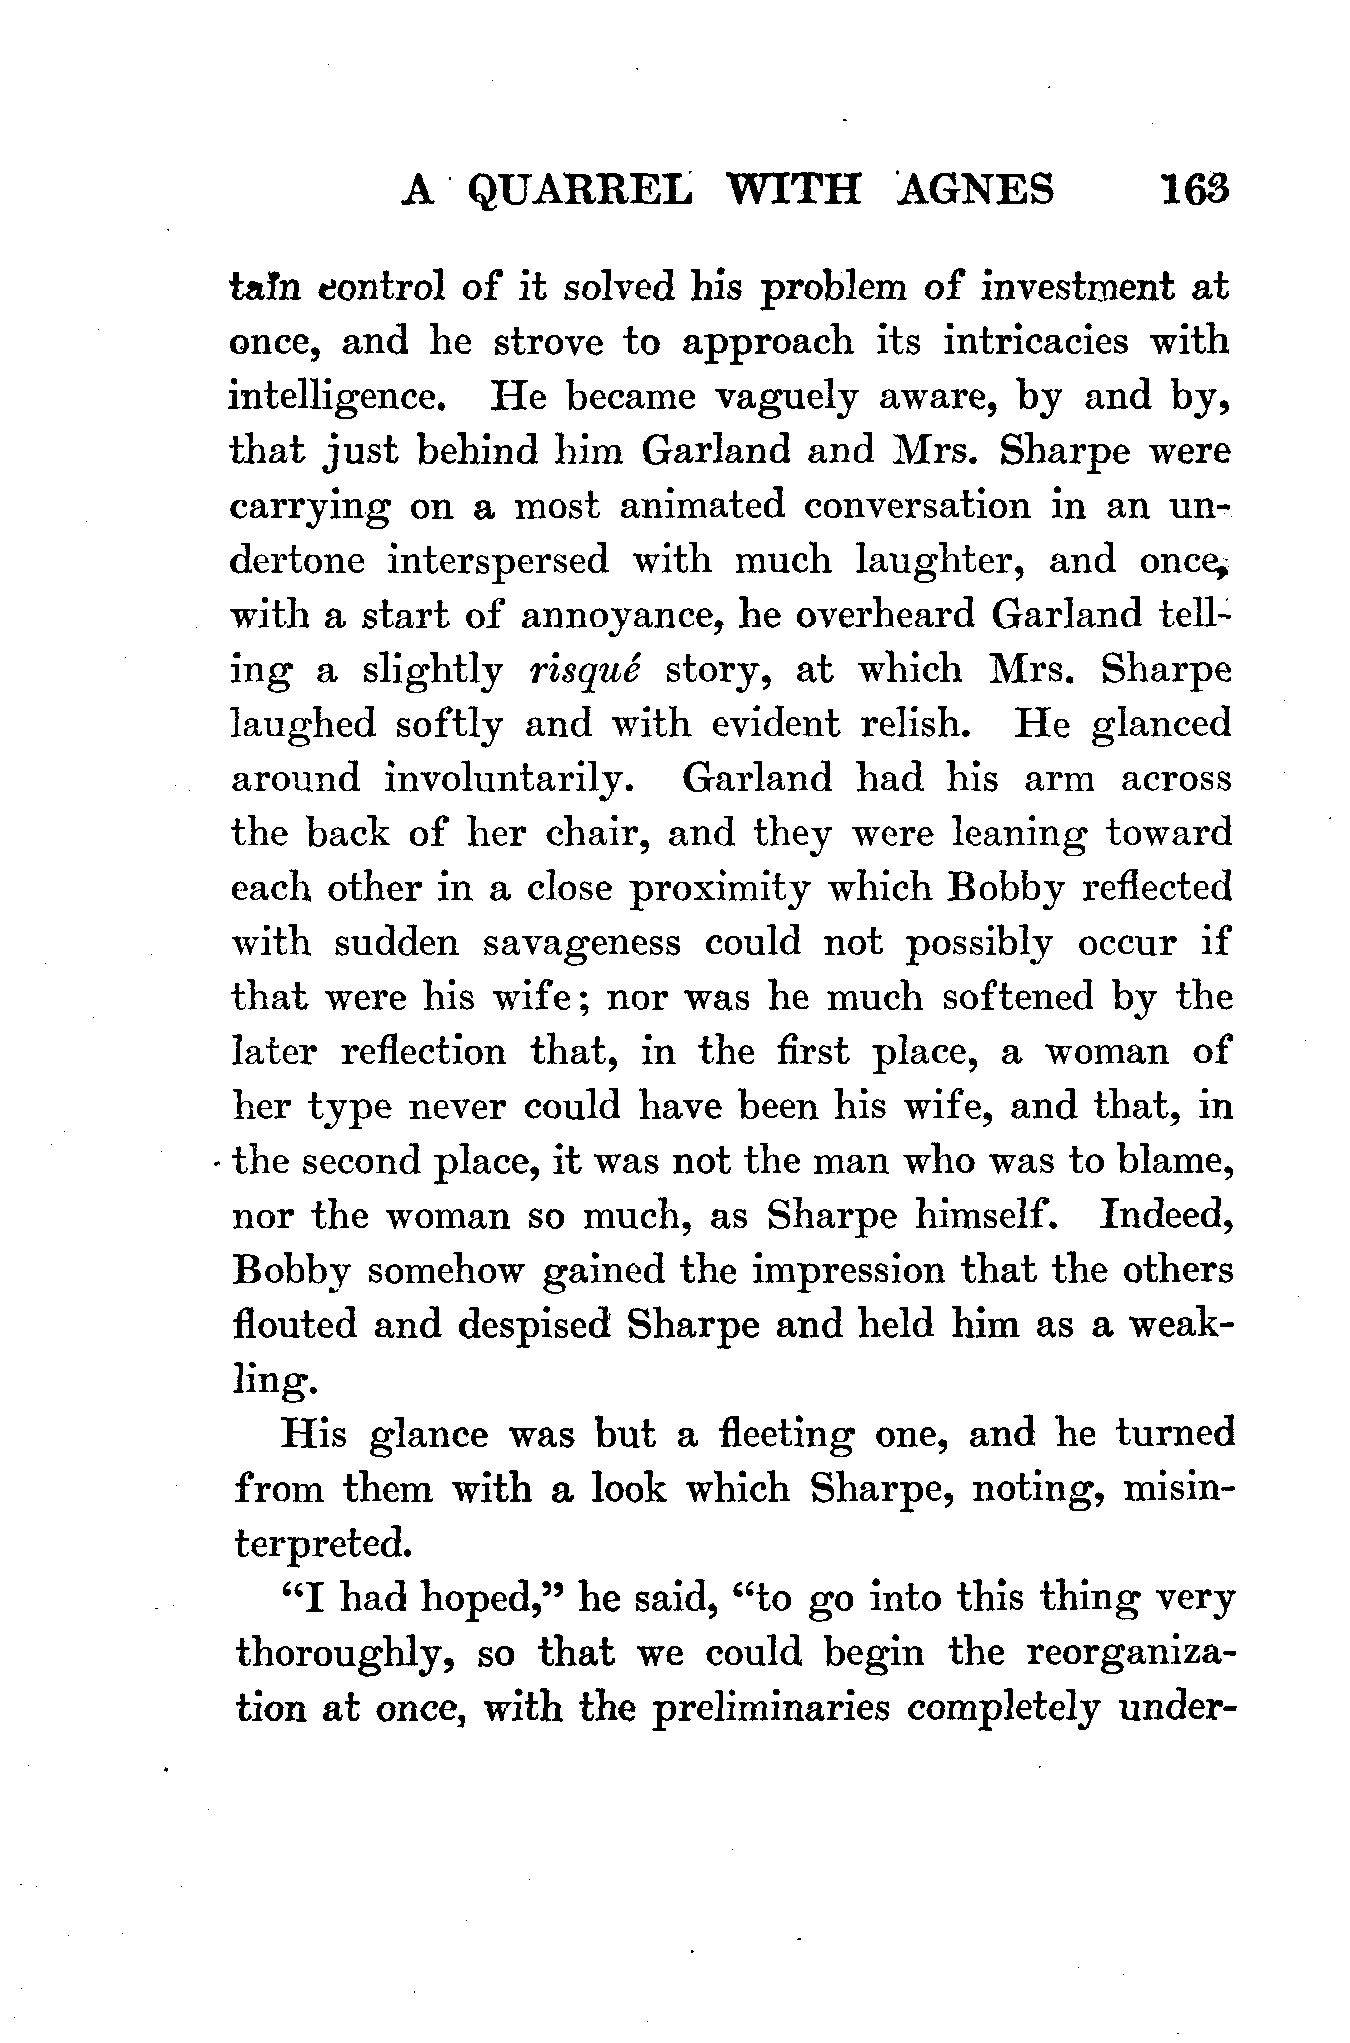 A QUARREL WITH AGNES 163
tain control of it solved his problem of investment at
once, and he strove to approach its intricacies with
intelligence. He became vaguely aware, by and by,
that just behind him Garland and Mrs. Sharpe were
carrying on a most animated conversation in an un-
dertone interspersed with much laughter, and once,
with a start of annoyance, he overheard Garland tell-
ing a slightly risqué story, at which Mrs. Sharpe
laughed softly and with evident relish. He glanced
around involuntarily. Garland had his arm across
the back of her chair, and they were leaning toward
each other in a close proximity which Bobby reflected
with sudden savageness could not possibly occur if
that were his wife; nor was he much softened by the
later reflection that, in the first place, a woman of
her type never could have been his wife, and that, in
the second place, it was not the man who was to blame,
nor the woman so much, as Sharpe himself. Indeed,
Bobby somehow gained the impression that the others
flouted and despised Sharpe and held him as a weak-
ling.
His glance was but a fleeting one, and he turned
from them with a look which Sharpe, noting, misin-
terpreted.
“I had hoped,” he said, “to go into this thing very
thoroughly, so that we could begin the reorganiza-
tion at once, with the preliminaries completely under-